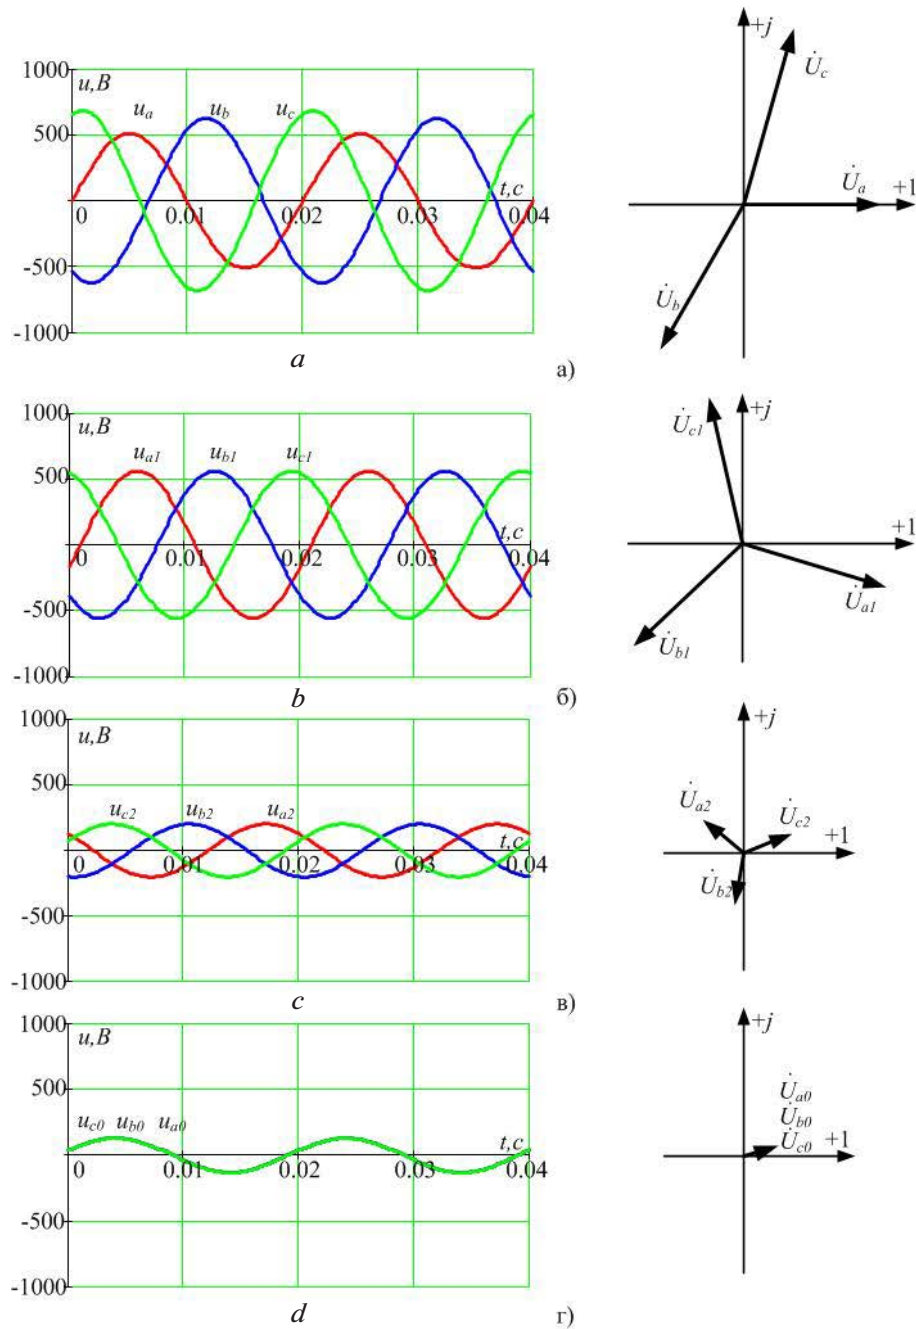 1000
u,B
u_a
u_b
u_c
500
t,c
0
0.01
0.02
0.03
0.04
-500
-1000
a
+j
U̇_c
U̇_a
+1
U̇_b
а)
1000
u,B
u_a1
u_b1
u_c1
500
t,c
0
0.01
0.02
0.03
0.04
-500
-1000
b
+j
U̇_c1
+1
U̇_a1
U̇_b1
б)
1000
u,B
500
u_c2
u_b2
u_a2
t,c
0
0.01
0.02
0.03
0.04
-500
-1000
c
+j
U̇_a2
U̇_c2
+1
U̇_b2
в)
1000
u,B
500
u_c0 u_b0 u_a0
t,c
0
0.01
0.02
0.03
0.04
-500
-1000
d
+j
U̇_a0
U̇_b0
U̇_c0
+1
г)